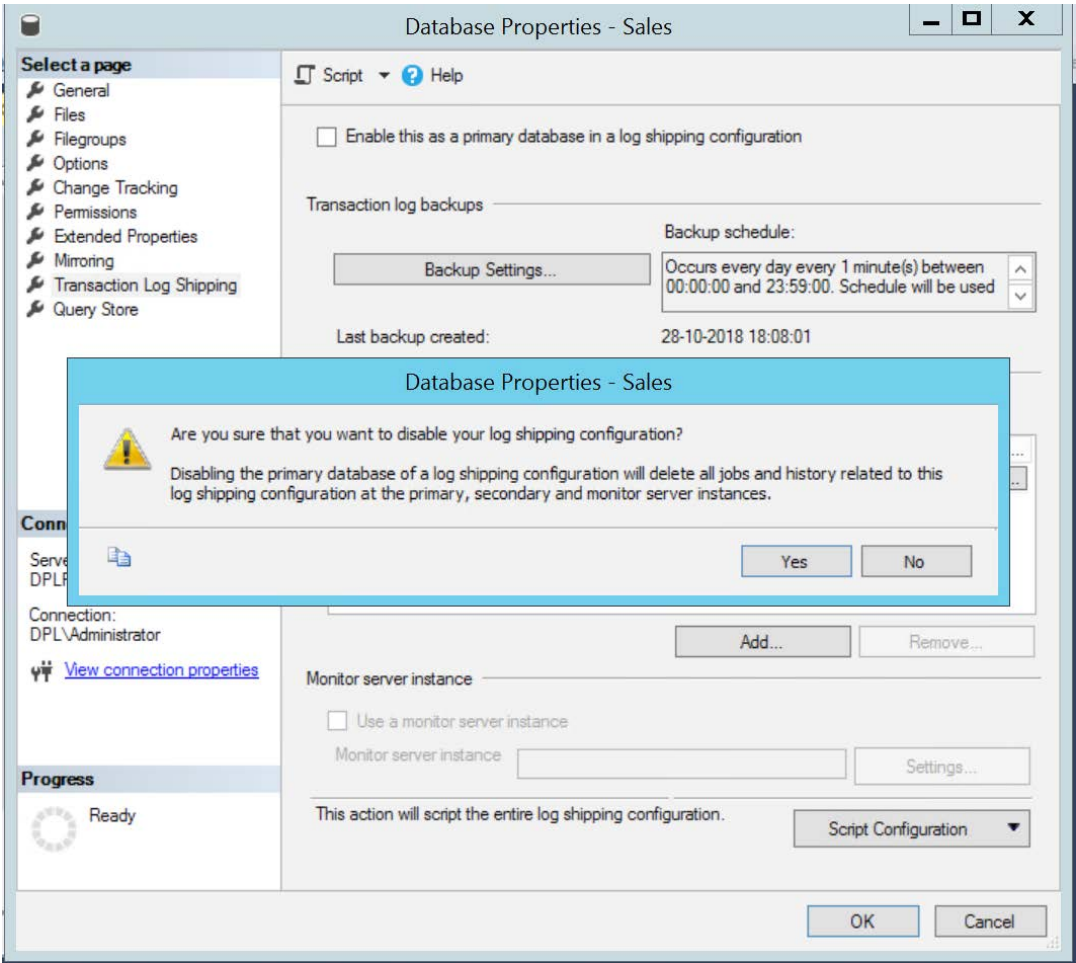 Database Properties - Sales
Select a page
General
Files
Filegroups
Options
Change Tracking
Permissions
Extended Properties
Mirroring
Transaction Log Shipping
Query Store
Script
Help
Enable this as a primary database in a log shipping configuration
Transaction log backups
Backup schedule:
Backup Settings...
Occurs every day every 1 minute(s) between
00:00:00 and 23:59:00. Schedule will be used
Last backup created:
28-10-2018 18:08:01
Database Properties - Sales
Are you sure that you want to disable your log shipping configuration?
Disabling the primary database of a log shipping configuration will delete all jobs and history related to this
log shipping configuration at the primary, secondary and monitor server instances.
Yes
No
Connection:
DPL\Administrator
View connection properties
Progress
Ready
Add...
Remove...
Monitor server instance
Use a monitor server instance
Monitor server instance
Settings...
This action will script the entire log shipping configuration.
Script Configuration
OK
Cancel